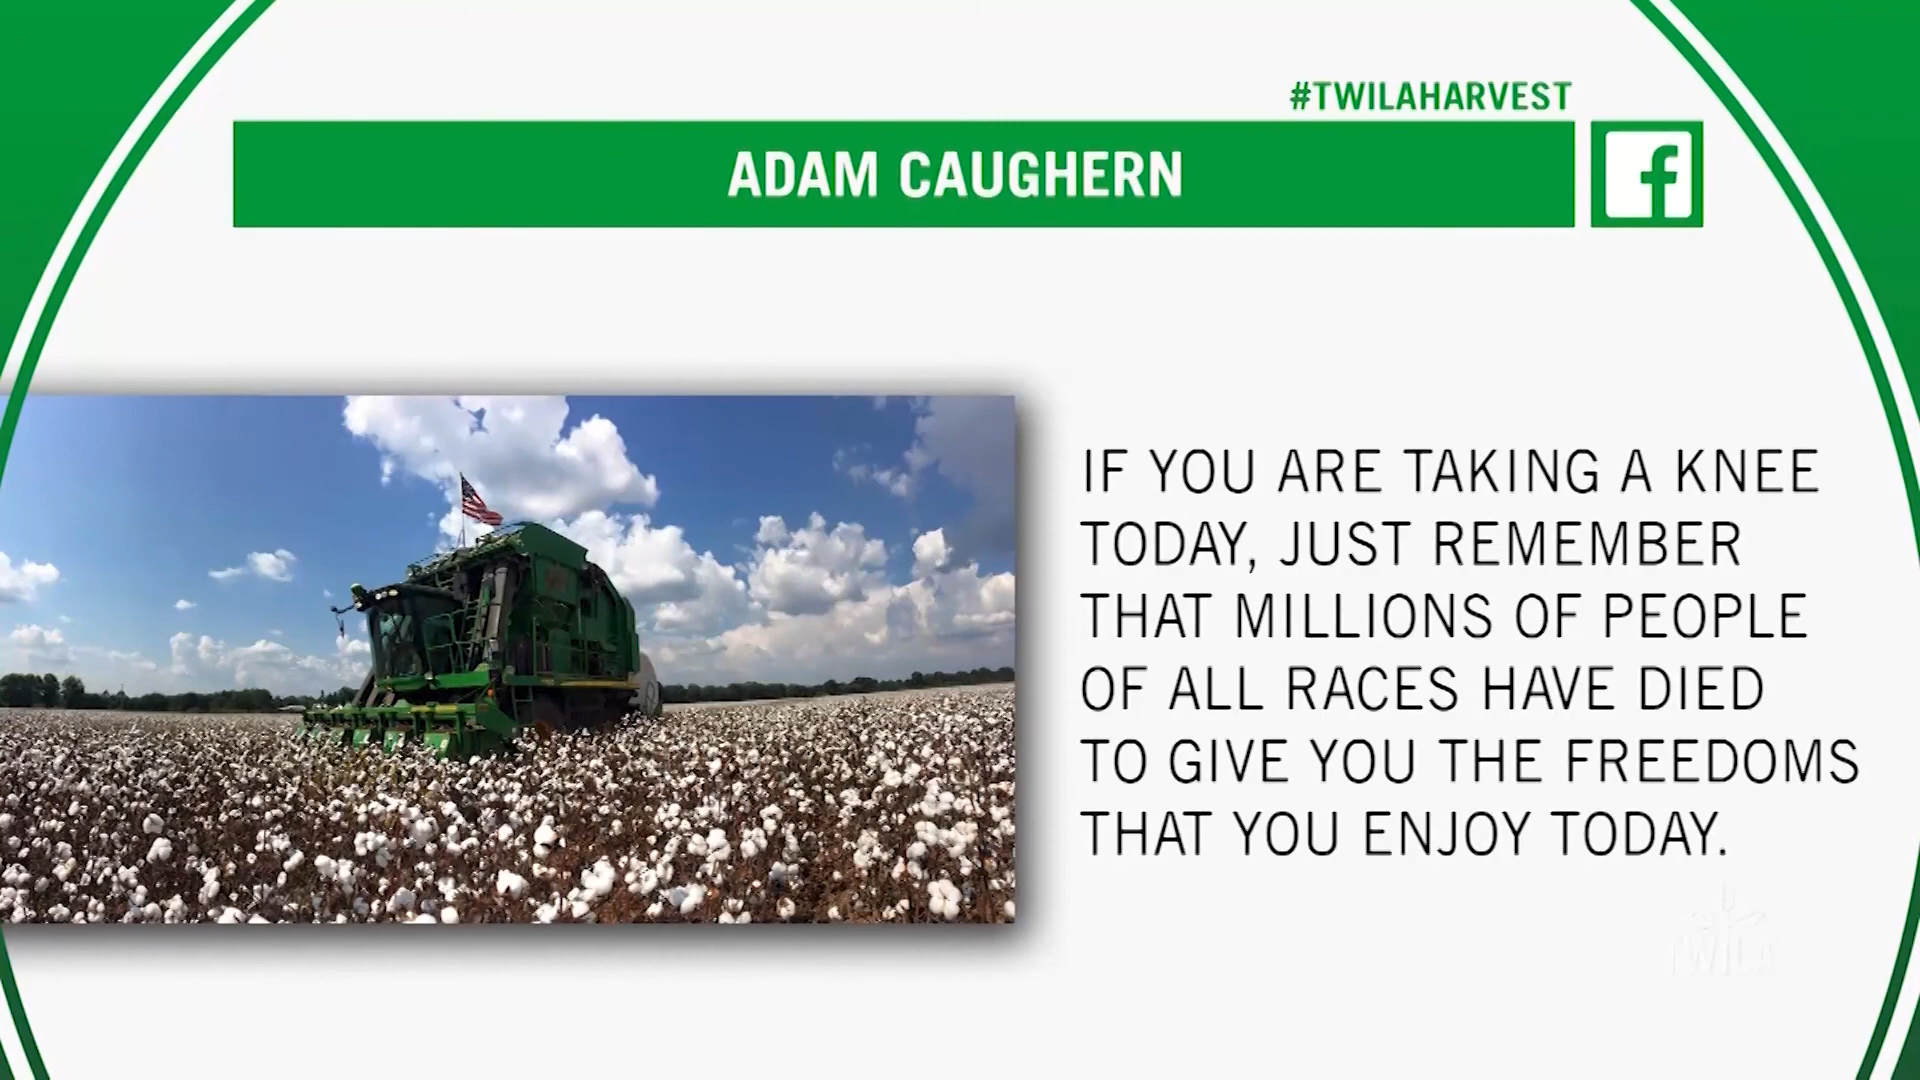 #TWILAHARVEST
ADAM CAUGHERN
f
IF YOU ARE TAKING A KNEE
TODAY, JUST REMEMBER
THAT MILLIONS OF PEOPLE
OF ALL RACES HAVE DIED
TO GIVE YOU THE FREEDOMS
THAT YOU ENJOY TODAY.
TWILA